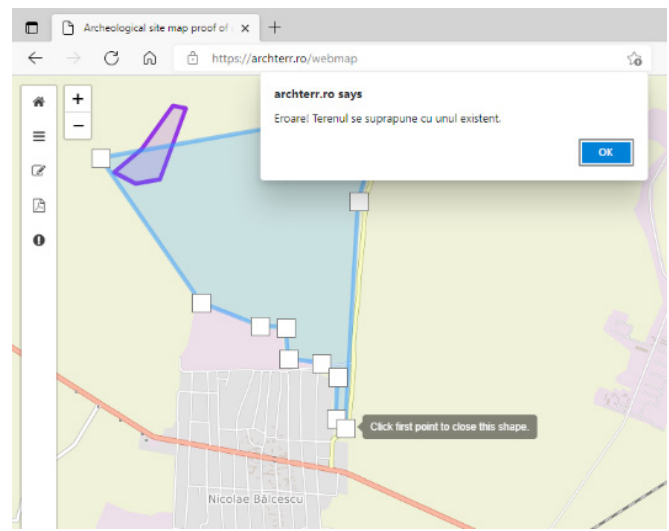 Archeological site map proof of
https://archterr.ro/webmap
archterr.ro says
Eroare! Terenul se suprapune cu unul existent.
OK
+
−
Click first point to close this shape.
Nicolae Bălcescu